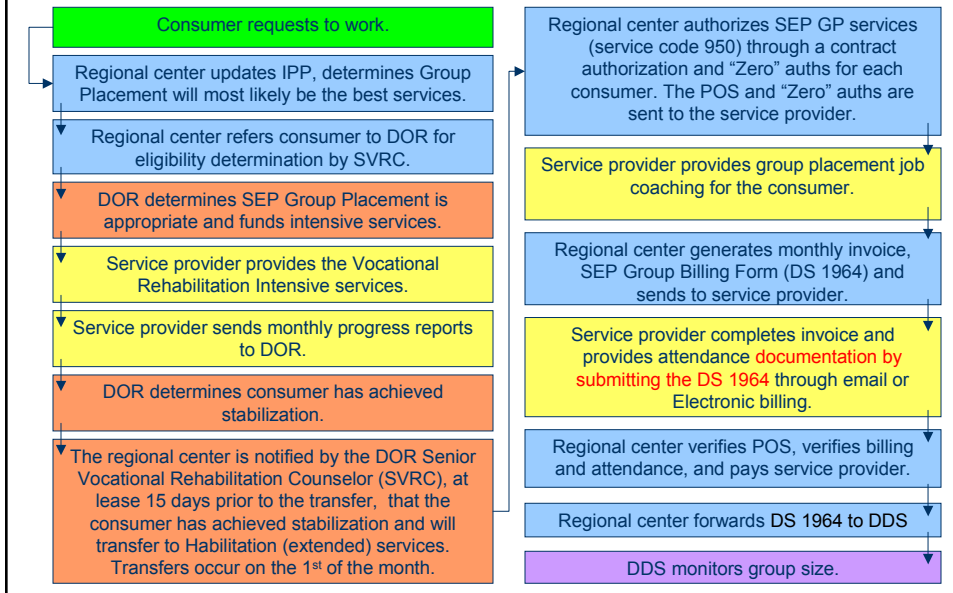 Consumer requests to work.
Regional center updates IPP, determines Group
Placement will most likely be the best services.
Regional center refers consumer to DOR for
eligibility determination by SVRC.
DOR determines SEP Group Placement is
appropriate and funds intensive services.
Service provider provides the Vocational
Rehabilitation Intensive services.
Service provider sends monthly progress reports
to DOR.
DOR determines consumer has achieved
stabilization.
The regional center is notified by the DOR Senior
Vocational Rehabilitation Counselor (SVRC), at
lease 15 days prior to the transfer, that the
consumer has achieved stabilization and will
transfer to Habilitation (extended) services.
Transfers occur on the 1st of the month.
Regional center authorizes SEP GP services
(service code 950) through a contract
authorization and “Zero” auths for each
consumer. The POS and “Zero” auths are
sent to the service provider.
Service provider provides group placement job
coaching for the consumer.
Regional center generates monthly invoice,
SEP Group Billing Form (DS 1964) and
sends to service provider.
Service provider completes invoice and
provides attendance documentation by
submitting the DS 1964 through email or
Electronic billing.
Regional center verifies POS, verifies billing
and attendance, and pays service provider.
Regional center forwards DS 1964 to DDS
DDS monitors group size.